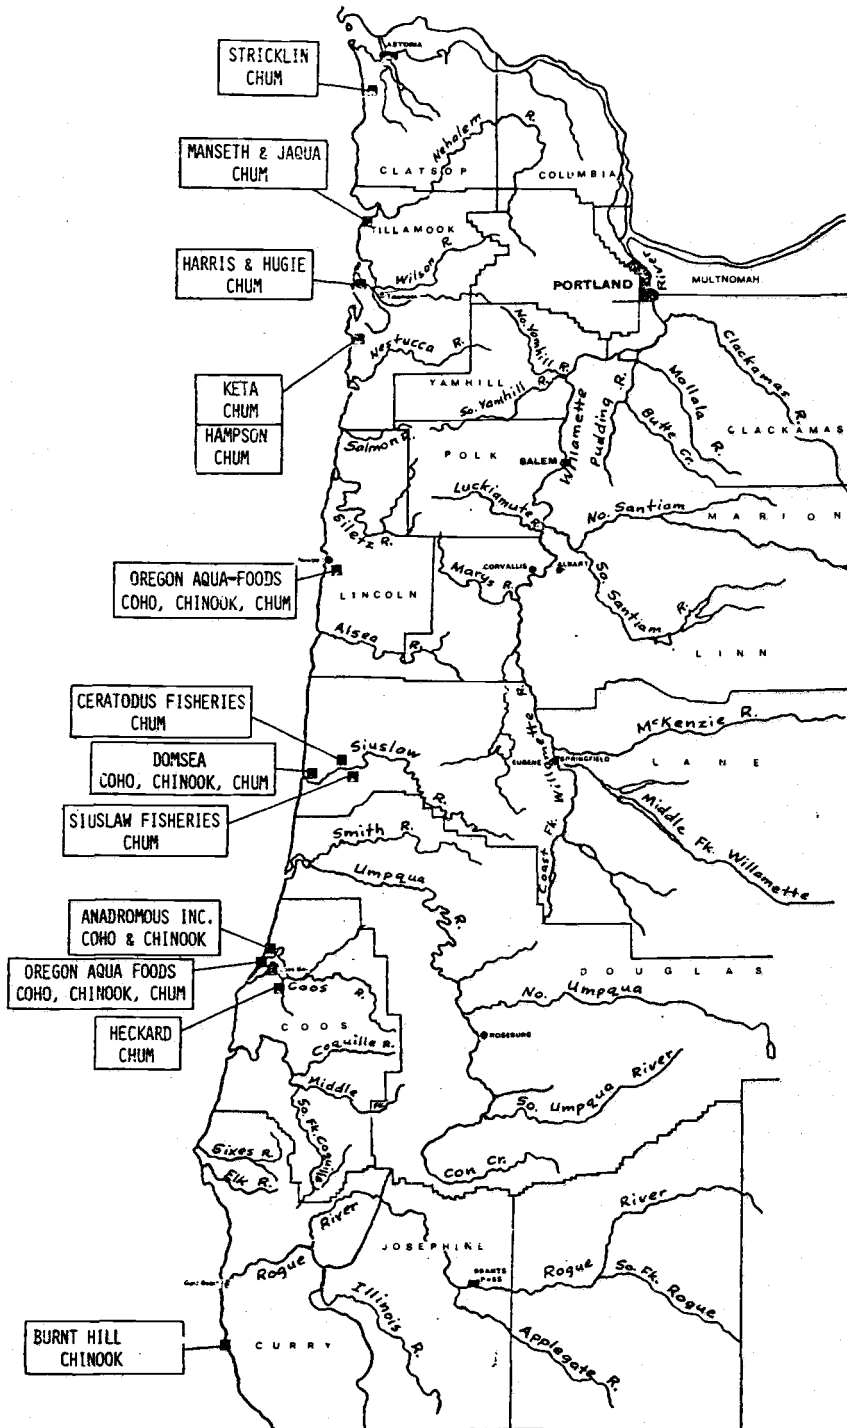 ASTORIA
STRICKLIN
CHUM
MANSETH & JAQUA
CHUM
Nehalem R.
CLATSOP
COLUMBIA
TILLAMOOK
HARRIS & HUGIE
CHUM
Wilson R.
River
PORTLAND
MULTNOMAH
Nestucca R.
No. Yamhill R.
Clackamas R.
KETA
CHUM
HAMPSON
CHUM
YAMHILL
So. Yamhill R.
Willamette
Pudding R.
Mollala R.
Butte Cr.
CLACKAMAS
Salmon R.
POLK
SALEM
Luckiamute R.
No. Santiam
MARION
Siletz R.
OREGON AQUA-FOODS
COHO, CHINOOK, CHUM
LINCOLN
CORVALLIS
ALBANY
Marys R.
So. Santiam R.
Alsea R.
LINN
CERATODUS FISHERIES
CHUM
McKenzie R.
DOMSEA
COHO, CHINOOK, CHUM
Siuslaw R.
EUGENE
SPRINGFIELD
Willamette R.
LANE
SIUSLAW FISHERIES
CHUM
Smith R.
Coast Fk.
Middle Fk. Willamette
Umpqua R.
ANADROMOUS INC.
COHO & CHINOOK
OREGON AQUA FOODS
COHO, CHINOOK, CHUM
DOUGLAS
Coos R.
No. Umpqua
HECKARD
CHUM
COOS
ROSEBURG
Coquille R.
Middle Fk.
So. Umpqua River
So. Fk. Coquille
Sixes R.
Elk R.
Cow Cr.
River
River
JOSEPHINE
Rogue
GRANTS
PASS
Rogue
So. Fk. Rogue
Illinois R.
BURNT HILL
CHINOOK
CURRY
Applegate R.